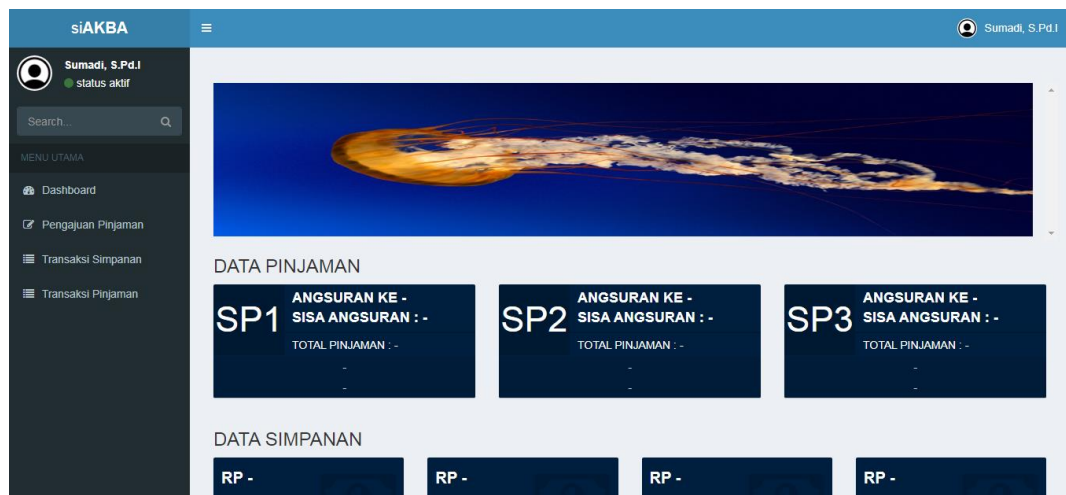 siAKBA
Sumadi, S.Pd.I
Sumadi, S.Pd.I
status aktif
Search...
MENU UTAMA
Dashboard
Pengajuan Pinjaman
Transaksi Simpanan
Transaksi Pinjaman
DATA PINJAMAN
SP1
ANGSURAN KE -
SISA ANGSURAN : -
TOTAL PINJAMAN : -
-
-
SP2
ANGSURAN KE -
SISA ANGSURAN : -
TOTAL PINJAMAN : -
-
-
SP3
ANGSURAN KE -
SISA ANGSURAN : -
TOTAL PINJAMAN : -
-
-
DATA SIMPANAN
RP -
RP -
RP -
RP -